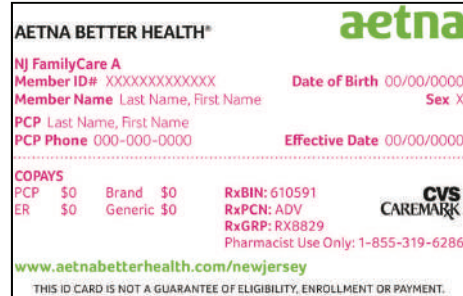 AETNA BETTER HEALTH®
aetna
NJ FamilyCare A
Member ID# XXXXXXXXXXXXX Date of Birth 00/00/0000
Member Name Last Name, First Name Sex X
PCP Last Name, First Name
PCP Phone 000-000-0000 Effective Date 00/00/0000
COPAYS
PCP $0 Brand $0 RxBIN: 610591 CVS
ER $0 Generic $0 RxPCN: ADV CAREMARK
RxGRP: RX8829
Pharmacist Use Only: 1-855-319-6286
www.aetnabetterhealth.com/newjersey
THIS ID CARD IS NOT A GUARANTEE OF ELIGIBILITY, ENROLLMENT OR PAYMENT.